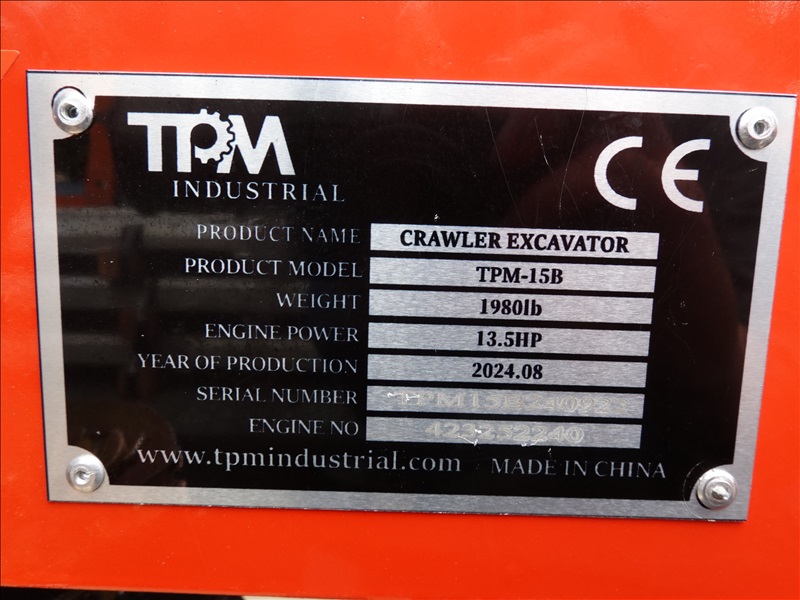 TPM
INDUSTRIAL
CE
PRODUCT NAME CRAWLER EXCAVATOR
PRODUCT MODEL TPM-15B
WEIGHT 1980lb
ENGINE POWER 13.5HP
YEAR OF PRODUCTION 2024.08
SERIAL NUMBER
ENGINE NO
www.tpmindustrial.com MADE IN CHINA